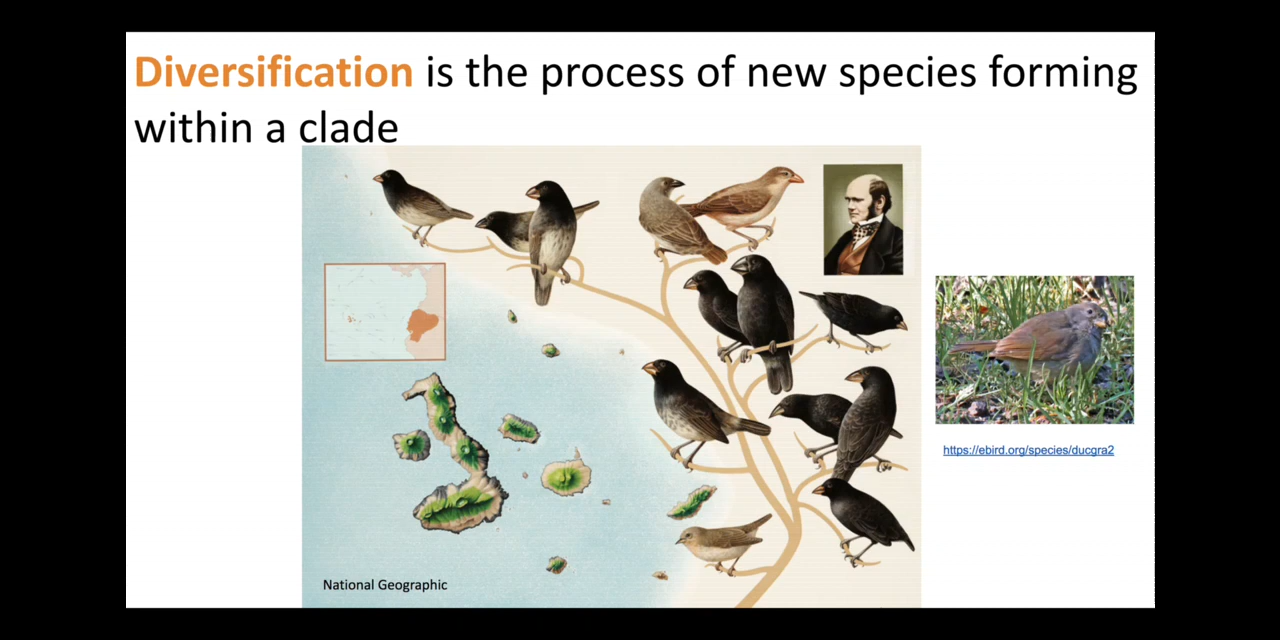 Diversification is the process of new species forming
within a clade
https://ebird.org/species/ducgra2
National Geographic